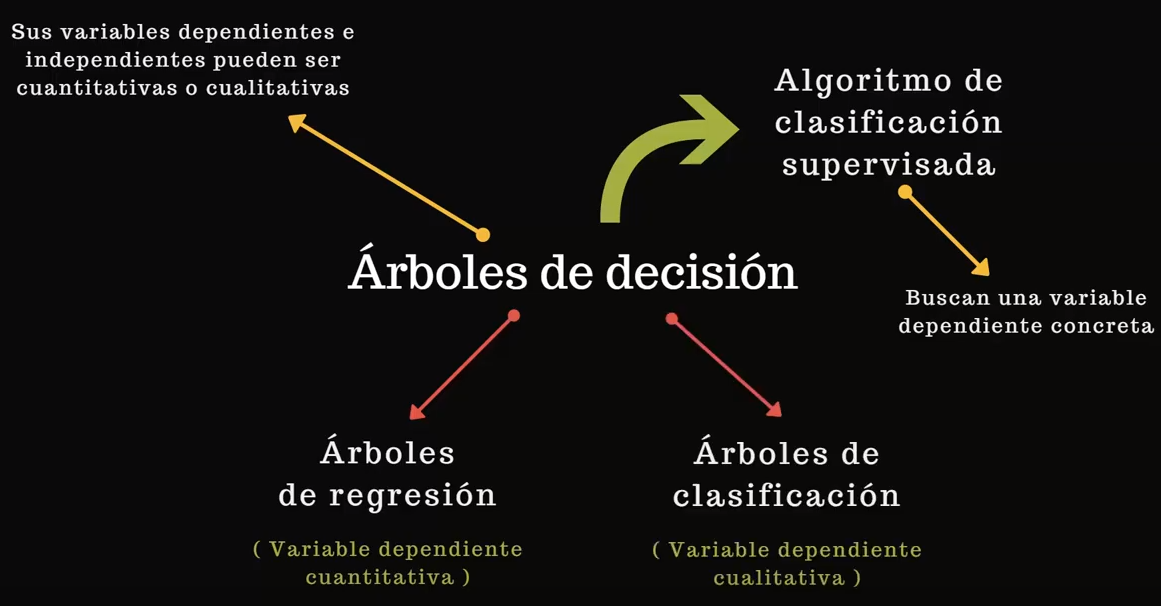 Sus variables dependientes e
independientes pueden ser
cuantitativas o cualitativas
Algoritmo de
clasificación
supervisada
Árboles de decisión
Buscan una variable
dependiente concreta
Árboles
de regresión
( Variable dependiente
cuantitativa )
Árboles de
clasificación
( Variable dependiente
cualitativa )